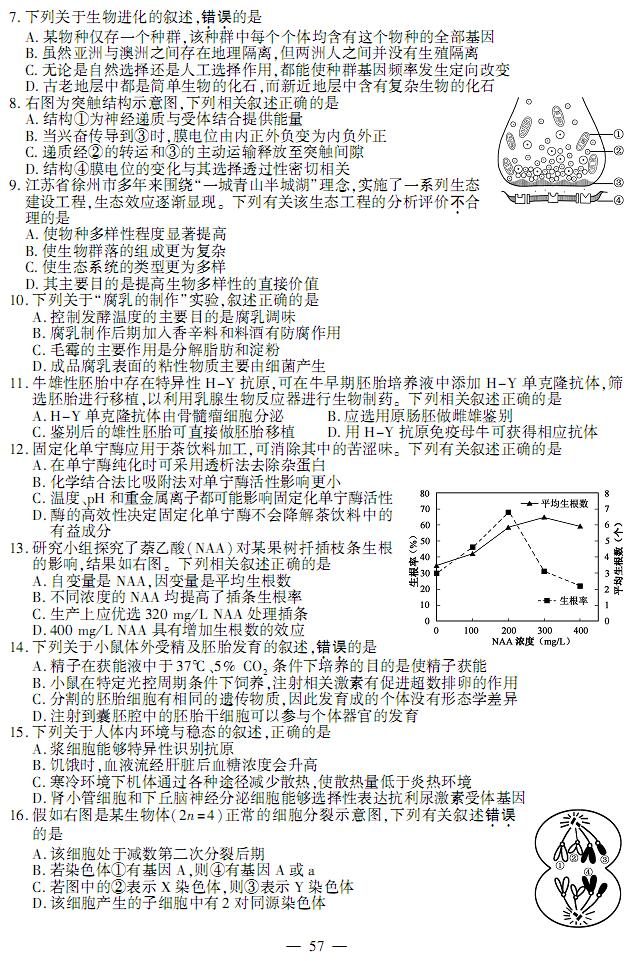 7. 下列关于生物进化的叙述,错误的是
A. 某物种仅存一个种群,该种群中每个个体均含有这个物种的全部基因
B. 虽然亚洲与澳洲之间存在地理隔离,但两洲人之间并没有生殖隔离
C. 无论是自然选择还是人工选择作用,都能使种群基因频率发生定向改变
D. 古老地层中都是简单生物的化石,而新近地层中含有复杂生物的化石
8. 右图为突触结构示意图,下列相关叙述正确的是
A. 结构①为神经递质与受体结合提供能量
B. 当兴奋传导到③时,膜电位由内正外负变为内负外正
C. 递质经②的转运和③的主动运输释放至突触间隙
D. 结构④膜电位的变化与其选择透过性密切相关
①
②
③
④
9. 江苏省徐州市多年来围绕“一城青山半城湖”理念,实施了一系列生态
建设工程,生态效应逐渐显现。下列有关该生态工程的分析评价不合
理的是
A. 使物种多样性程度显著提高
B. 使生物群落的组成更为复杂
C. 使生态系统的类型更为多样
D. 其主要目的是提高生物多样性的直接价值
10. 下列关于“腐乳的制作”实验,叙述正确的是
A. 控制发酵温度的主要目的是腐乳调味
B. 腐乳制作后期加入香辛料和料酒有防腐作用
C. 毛霉的主要作用是分解脂肪和淀粉
D. 成品腐乳表面的粘性物质主要由细菌产生
11. 牛雄性胚胎中存在特异性 H-Y 抗原,可在牛早期胚胎培养液中添加 H-Y 单克隆抗体,筛
选胚胎进行移植,以利用乳腺生物反应器进行生物制药。下列相关叙述正确的是
A. H-Y 单克隆抗体由骨髓瘤细胞分泌 B. 应选用原肠胚做雌雄鉴别
C. 鉴别后的雄性胚胎可直接做胚胎移植 D. 用 H-Y 抗原免疫母牛可获得相应抗体
12. 固定化单宁酶应用于茶饮料加工,可消除其中的苦涩味。下列有关叙述正确的是
A. 在单宁酶纯化时可采用透析法去除杂蛋白
B. 化学结合法比吸附法对单宁酶活性影响更小
C. 温度、pH 和重金属离子都可能影响固定化单宁酶活性
D. 酶的高效性决定固定化单宁酶不会降解茶饮料中的
有益成分
13. 研究小组探究了萘乙酸(NAA)对某果树扦插枝条生根
的影响,结果如右图。下列相关叙述正确的是
A. 自变量是 NAA,因变量是平均生根数
B. 不同浓度的 NAA 均提高了插条生根率
C. 生产上应优选 320 mg/L NAA 处理插条
D. 400 mg/L NAA 具有增加生根数的效应
生根率(%)
80
70
60
50
40
30
20
10
0
平均生根数
生根率
8
7
6
5
4
3
2
1
0
平均生根数(个)
0 100 200 300 400
NAA 浓度(mg/L)
14. 下列关于小鼠体外受精及胚胎发育的叙述,错误的是
A. 精子在获能液中于37℃、5% CO₂ 条件下培养的目的是使精子获能
B. 小鼠在特定光控周期条件下饲养,注射相关激素有促进超数排卵的作用
C. 分割的胚胎细胞有相同的遗传物质,因此发育成的个体没有形态学差异
D. 注射到囊胚腔中的胚胎干细胞可以参与个体器官的发育
15. 下列关于人体内环境与稳态的叙述,正确的是
A. 浆细胞能够特异性识别抗原
B. 饥饿时,血液流经肝脏后血糖浓度会升高
C. 寒冷环境下机体通过各种途径减少散热,使散热量低于炎热环境
D. 肾小管细胞和下丘脑神经分泌细胞能够选择性表达抗利尿激素受体基因
16. 假如右图是某生物体(2n=4)正常的细胞分裂示意图,下列有关叙述错误
的是
A. 该细胞处于减数第二次分裂后期
B. 若染色体①有基因 A,则④有基因 A 或 a
C. 若图中的②表示 X 染色体,则③表示 Y 染色体
D. 该细胞产生的子细胞中有 2 对同源染色体
①
②
③
④
— 57 —